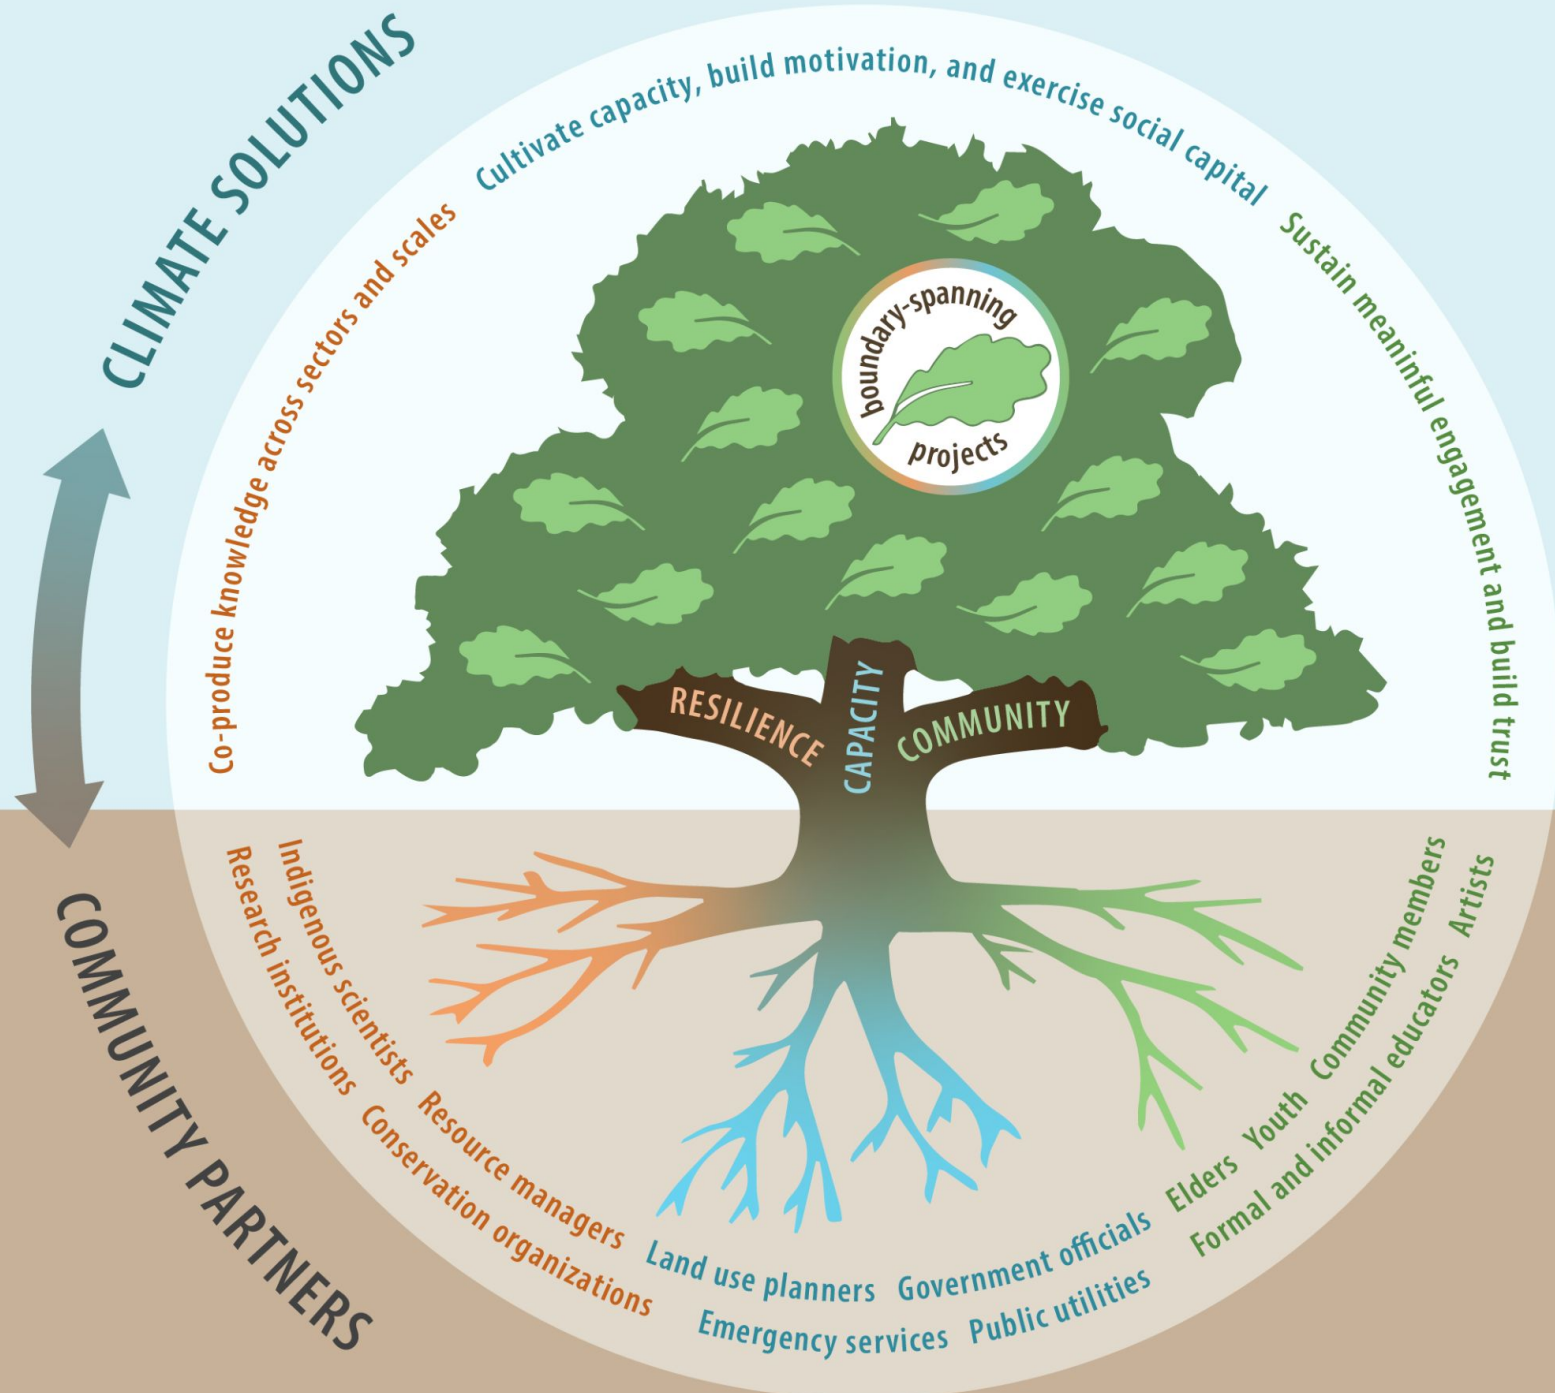 CLIMATE SOLUTIONS
Co-produce knowledge across sectors and scales
Cultivate capacity, build motivation, and exercise social capital
Sustain meaninful engagement and build trust
boundary-spanning
projects
RESILIENCE
CAPACITY
COMMUNITY
COMMUNITY PARTNERS
Indigenous scientists
Research institutions
Resource managers
Conservation organizations
Land use planners
Government officials
Emergency services
Public utilities
Elders
Youth
Community members
Formal and informal educators
Artists